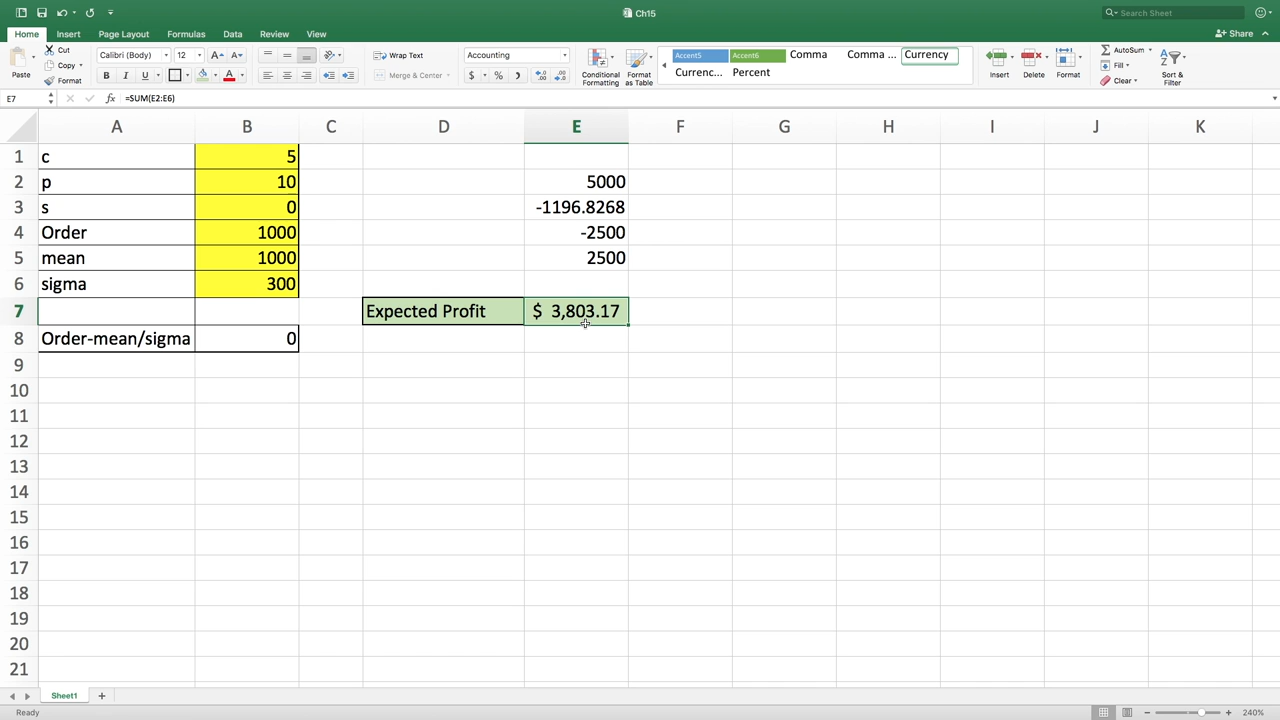 Ch15
Search Sheet
Home Insert Page Layout Formulas Data Review View Share
Paste Cut Copy Format
Calibri (Body) 12 A A Wrap Text Accounting
B I U A Merge & Center $ % )
Conditional Formatting Format as Table
Accent5 Accent6 Comma Comma ... Currency
Currenc... Percent
Insert Delete Format
AutoSum Fill Clear Sort & Filter
E7 fx =SUM(E2:E6)
A B C D E F G H I J K
1 c 5
2 p 10 5000
3 s 0 -1196.8268
4 Order 1000 -2500
5 mean 1000 2500
6 sigma 300
7 Expected Profit $ 3,803.17
8 Order-mean/sigma 0
9
10
11
12
13
14
15
16
17
18
19
20
21
Sheet1 +
Ready 240%